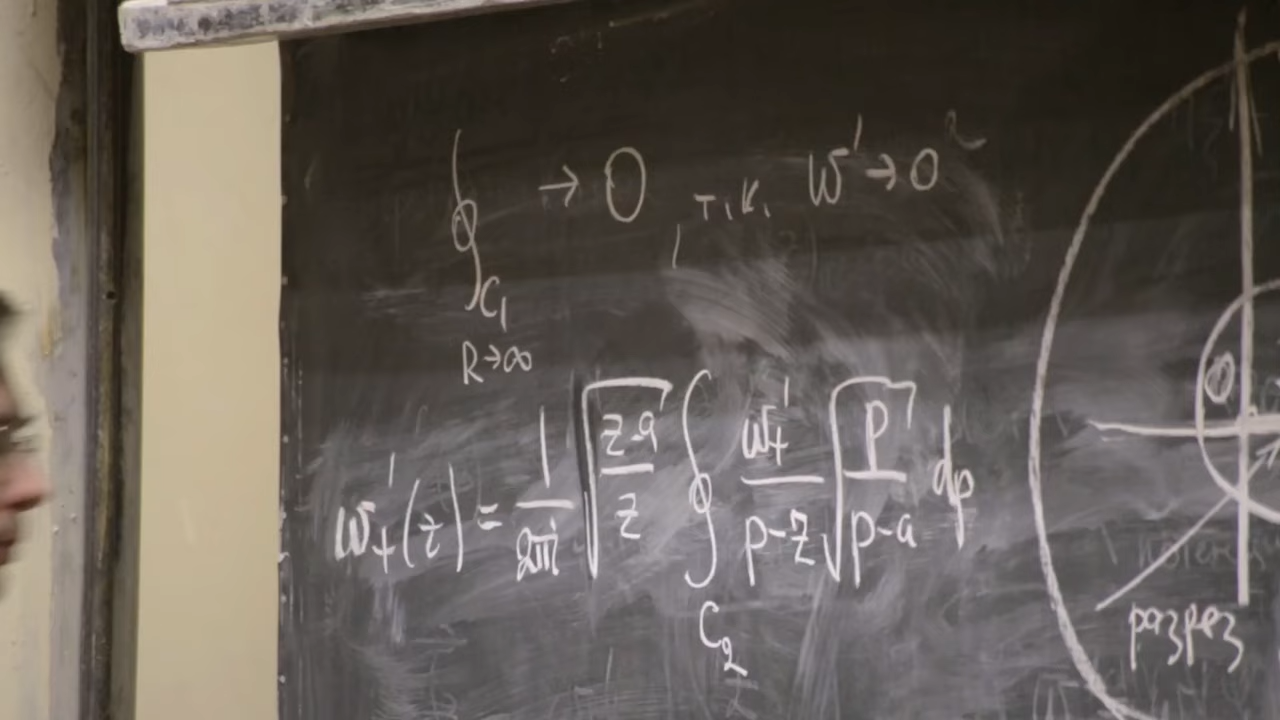 ∮ → 0, т.к. w' → 0
C₁
R→∞
w'₊(z) = 1/(2πi) √((z-a)/z) ∮ w'₊/(p-z) √(p/(p-a)) dp
C₂
разрез